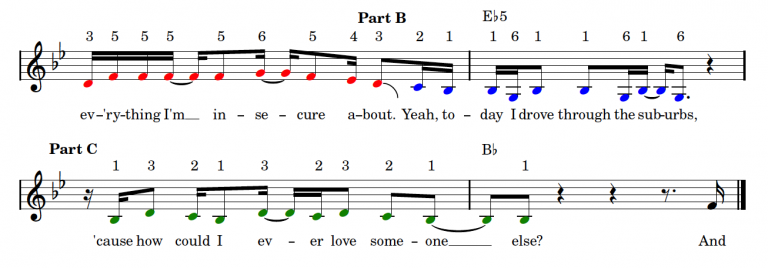 Part B E♭5
3 5 5 5 5 6 5 4 3 2 1 1 6 1 1 6 1 6
ev-'ry-thing I'm__ in - se - cure a-bout. Yeah, to - day I drove through the sub-urbs,
Part C B♭
1 3 2 1 3 2 3 2 1 1
'cause how could I ev - er love some - one____ else? And